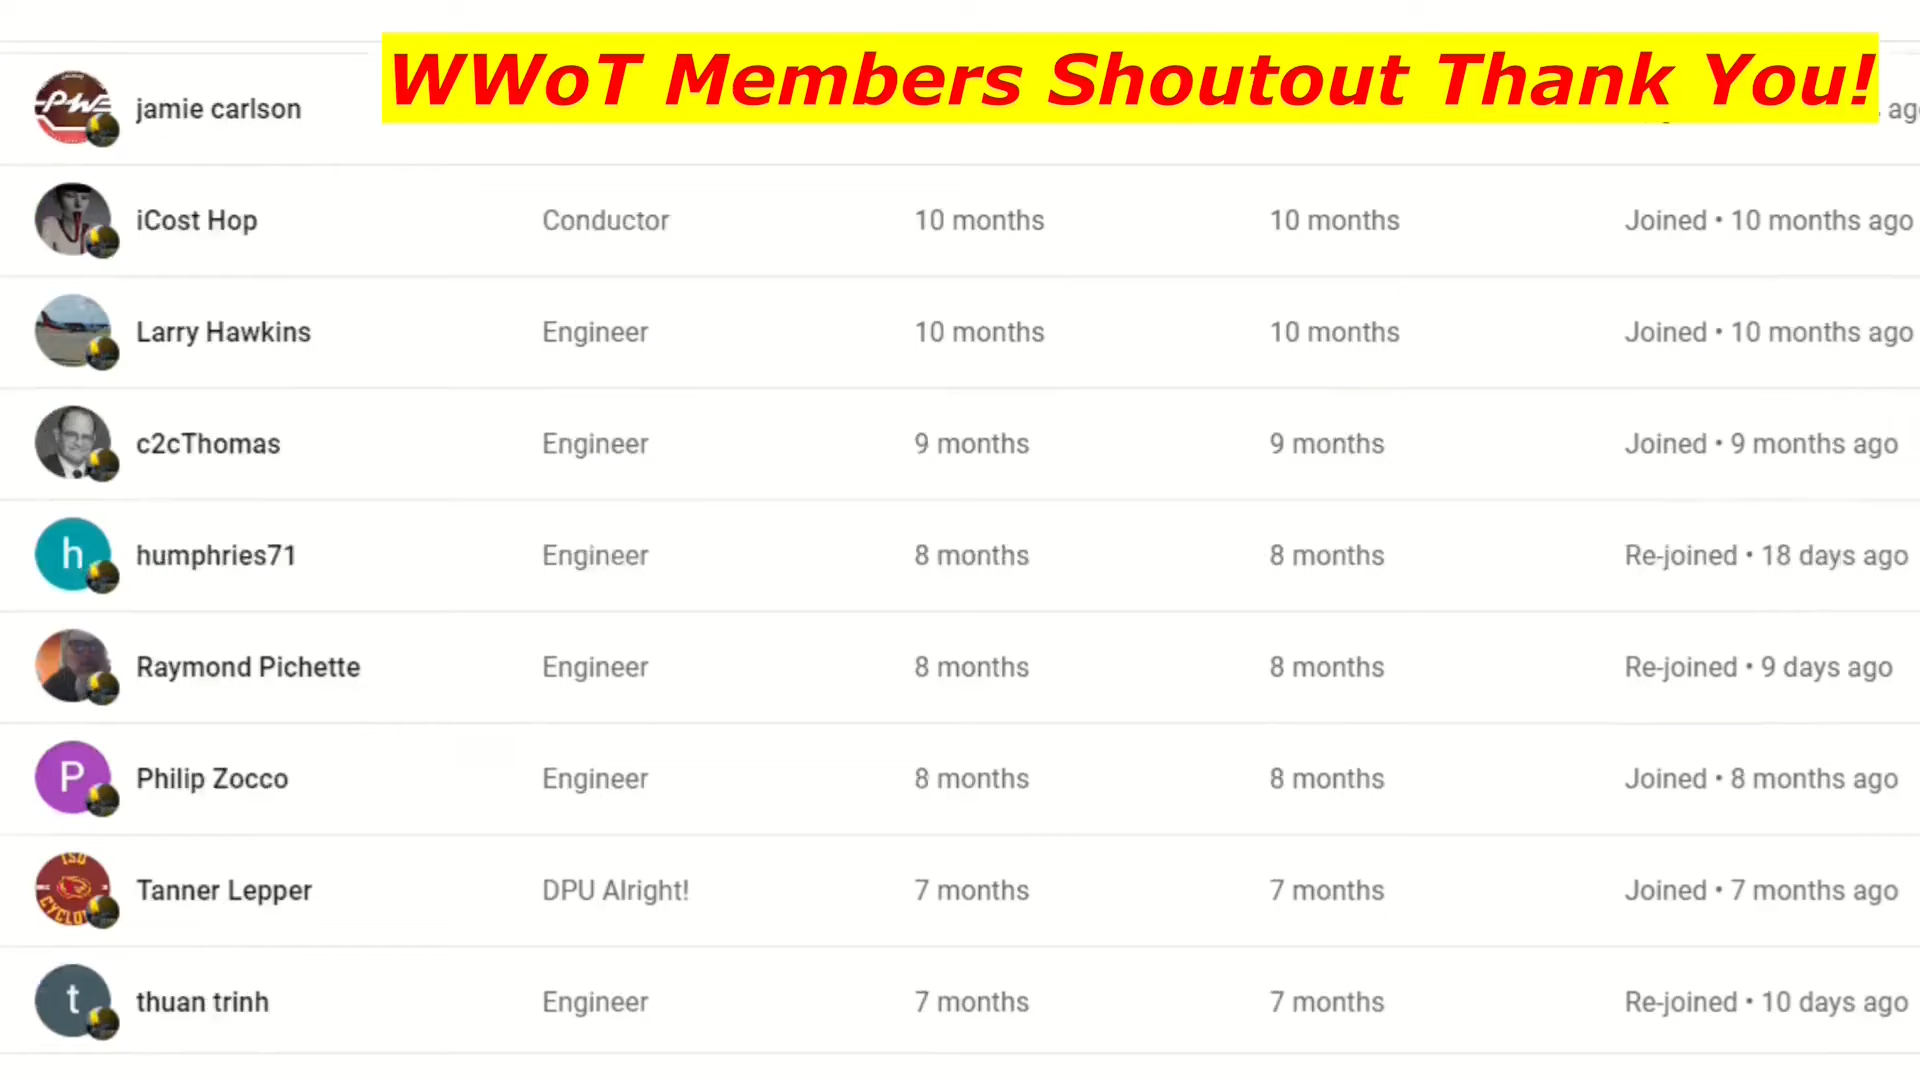 WWoT Members Shoutout Thank You!
jamie carlson
iCost Hop Conductor 10 months 10 months Joined • 10 months ago
Larry Hawkins Engineer 10 months 10 months Joined • 10 months ago
c2cThomas Engineer 9 months 9 months Joined • 9 months ago
h humphries71 Engineer 8 months 8 months Re-joined • 18 days ago
Raymond Pichette Engineer 8 months 8 months Re-joined • 9 days ago
P Philip Zocco Engineer 8 months 8 months Joined • 8 months ago
Tanner Lepper DPU Alright! 7 months 7 months Joined • 7 months ago
t thuan trinh Engineer 7 months 7 months Re-joined • 10 days ago